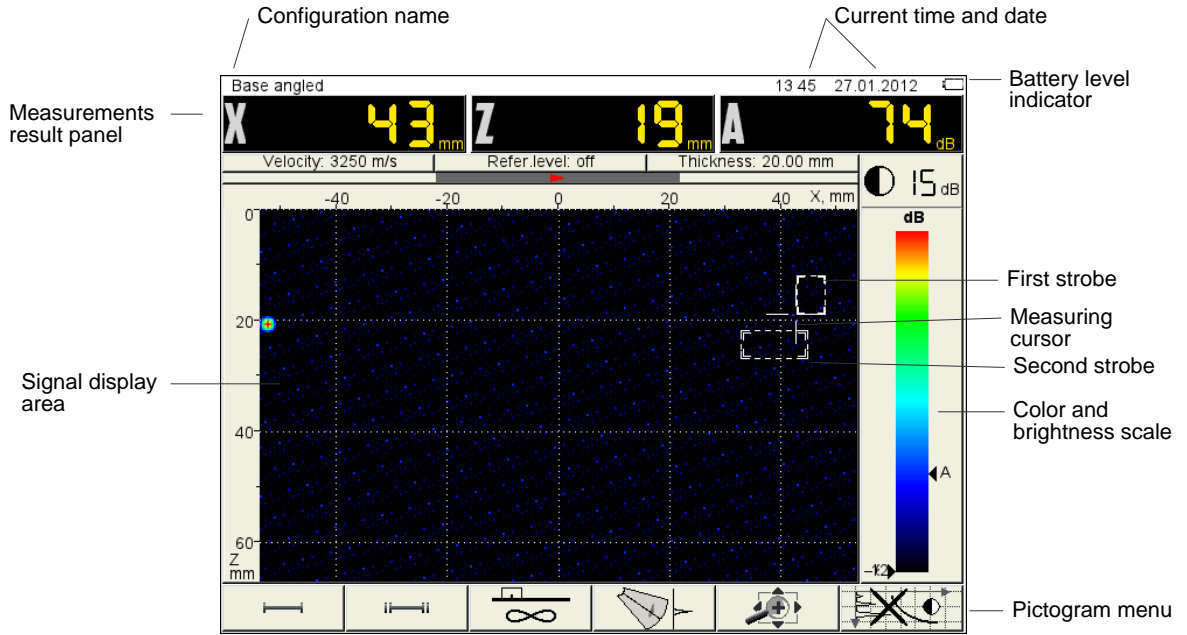 Configuration name
Current time and date
Base angled
13 45 27.01.2012
Battery level
indicator
Measurements
result panel
X 43 mm
Z 19 mm
A 74 dB
Velocity: 3250 m/s
Refer.level: off
Thickness: 20.00 mm
15 dB
-40 -20 0 20 40 X, mm
dB
0
20
40
60
Z
mm
First strobe
Measuring
cursor
Second strobe
Signal display
area
Color and
brightness scale
A
Pictogram menu